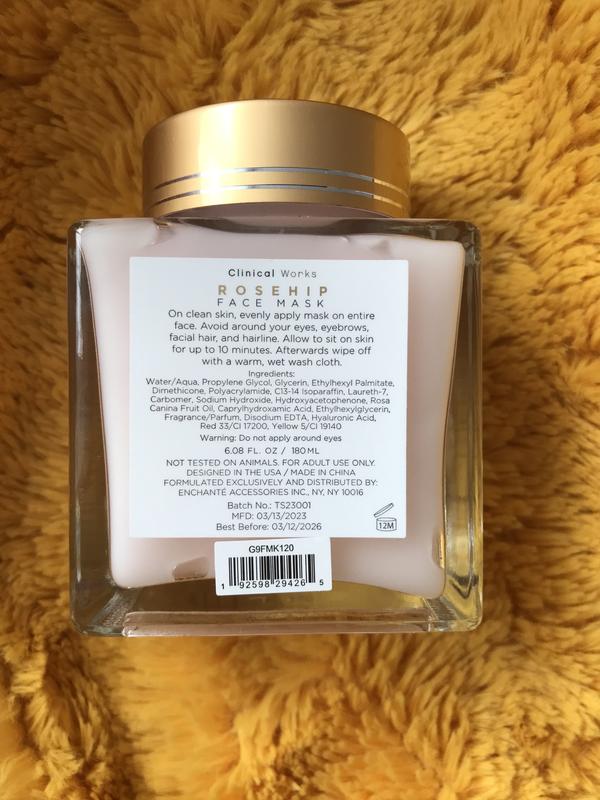 Clinical Works
ROSEHIP
FACE MASK
On clean skin, evenly apply mask on entire
face. Avoid around your eyes, eyebrows,
facial hair, and hairline. Allow to sit on skin
for up to 10 minutes. Afterwards wipe off
with a warm, wet wash cloth.
Ingredients:
Water/Aqua, Propylene Glycol, Glycerin, Ethylhexyl Palmitate,
Dimethicone, Polyacrylamide, C13-14 Isoparaffin, Laureth-7,
Carbomer, Sodium Hydroxide, Hydroxyacetophenone, Rosa
Canina Fruit Oil, Caprylhydroxamic Acid, Ethylhexylglycerin,
Fragrance/Parfum, Disodium EDTA, Hyaluronic Acid,
Red 33/CI 17200, Yellow 5/CI 19140
Warning: Do not apply around eyes
6.08 FL. OZ / 180ML
NOT TESTED ON ANIMALS. FOR ADULT USE ONLY.
DESIGNED IN THE USA / MADE IN CHINA
FORMULATED EXCLUSIVELY AND DISTRIBUTED BY:
ENCHANTÉ ACCESSORIES INC., NY, NY 10016
Batch No.: TS23001
MFD: 03/13/2023
Best Before: 03/12/2026
12M
G9FMK120
1 92598 29426 5